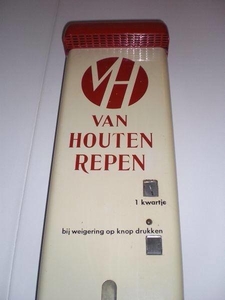 VH
VAN
HOUTEN
REPEN
1 kwartje
bij weigering op knop drukken